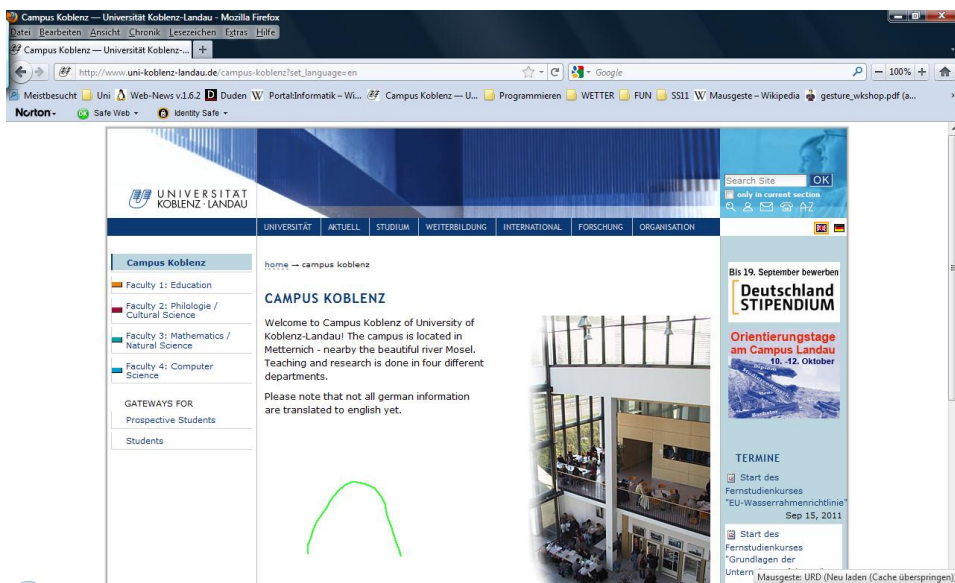 Campus Koblenz — Universität Koblenz-Landau - Mozilla Firefox
Datei Bearbeiten Ansicht Chronik Lesezeichen Extras Hilfe
Campus Koblenz — Universität Koblenz-... +
http://www.uni-koblenz-landau.de/campus-koblenz?set_language=en
Google
100%
Meistbesucht Uni Web-News v.1.6.2 Duden Portal:Informatik – Wi... Campus Koblenz — U... Programmieren WETTER FUN SS11 Mausgeste – Wikipedia gesture_wkshop.pdf (a...
Norton Safe Web Identity Safe
UNIVERSITÄT
KOBLENZ · LANDAU
Search Site OK
only in current section
A-Z
UNIVERSITÄT AKTUELL STUDIUM WEITERBILDUNG INTERNATIONAL FORSCHUNG ORGANISATION
Campus Koblenz
Faculty 1: Education
Faculty 2: Philologie /
Cultural Science
Faculty 3: Mathematics /
Natural Science
Faculty 4: Computer
Science
GATEWAYS FOR
Prospective Students
Students
home → campus koblenz
CAMPUS KOBLENZ
Welcome to Campus Koblenz of University of
Koblenz-Landau! The campus is located in
Metternich - nearby the beautiful river Mosel.
Teaching and research is done in four different
departments.
Please note that not all german information
are translated to english yet.
Bis 19. September bewerben
Deutschland
STIPENDIUM
Orientierungstage
am Campus Landau
10. -12. Oktober
Diplom
Bachelor
TERMINE
Start des
Fernstudienkurses
"EU-Wasserrahmenrichtlinie"
Sep 15, 2011
Start des
Fernstudienkurses
"Grundlagen der
Mausgeste: URD (Neu laden (Cache überspringen))